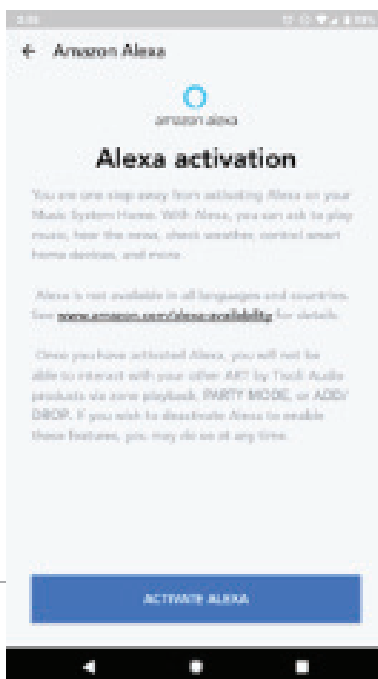 ← Amazon Alexa
amazon alexa
Alexa activation
You are one step away from activating Alexa on your
Music System Home. With Alexa, you can ask to play
music, hear the news, check weather, control smart
home devices, and more.
Alexa is not available in all languages and countries.
See www.amazon.com/alexa-availability for details.
Once you have activated Alexa, you will not be
able to interact with your other ART by Tivoli Audio
products via zone playback, PARTY MODE, or ADD/
DROP. If you wish to deactivate Alexa to enable
these features, you may do so at any time.
ACTIVATE ALEXA